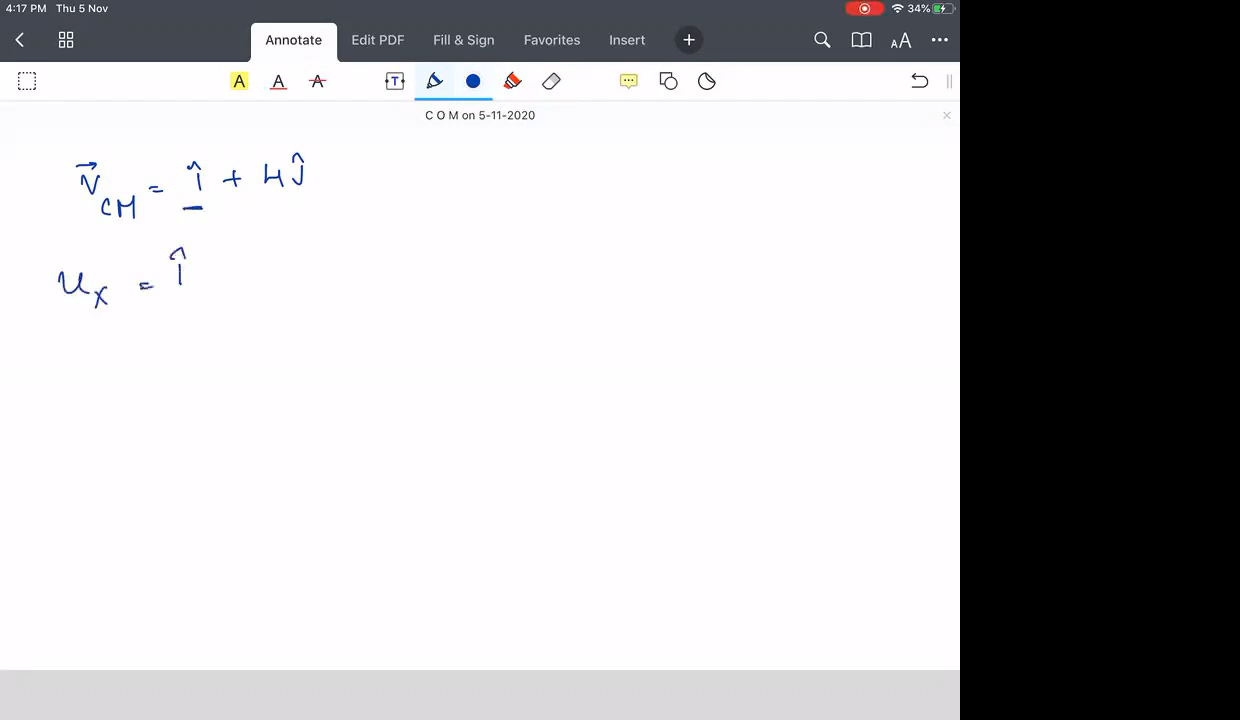 4:17 PM Thu 5 Nov 34%
Annotate Edit PDF Fill & Sign Favorites Insert
C O M on 5-11-2020
V⃗CM = î + 4ĵ
ux = î